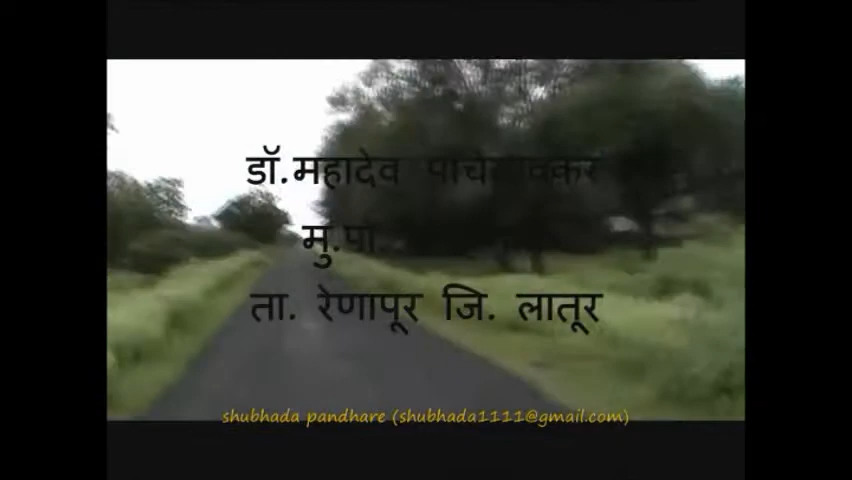 डॉ.महादेव
मु.पो.
ता. रेणापूर जि. लातूर
shubhada pandhare (shubhada1111@gmail.com)